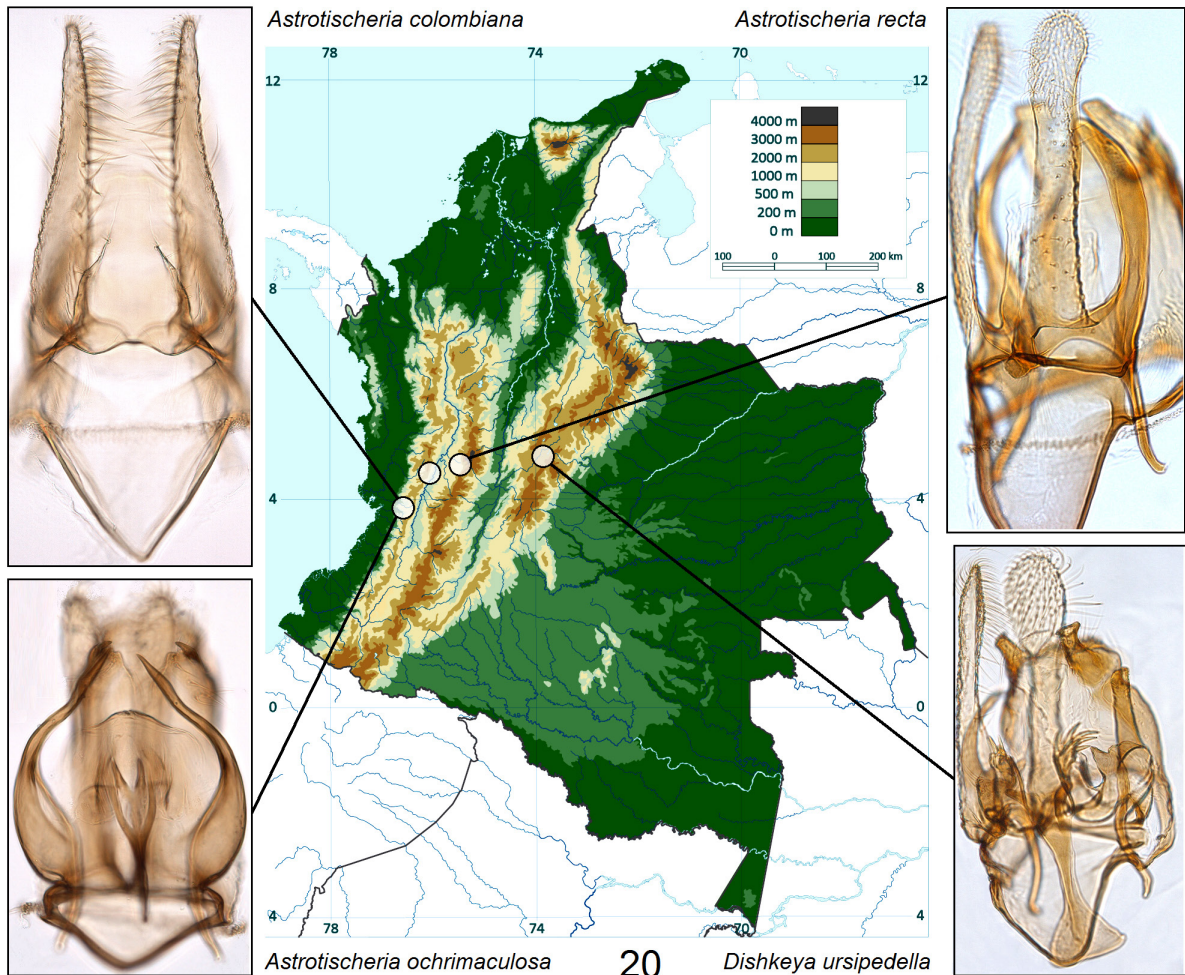 Astrotischeria colombiana
Astrotischeria recta
78
74
70
12
12
4000 m
3000 m
2000 m
1000 m
500 m
200 m
0 m
100 0 100 200 km
8
8
4
4
0
0
4
4
78
74
70
Astrotischeria ochrimaculosa
20
Dishkeya ursipedella